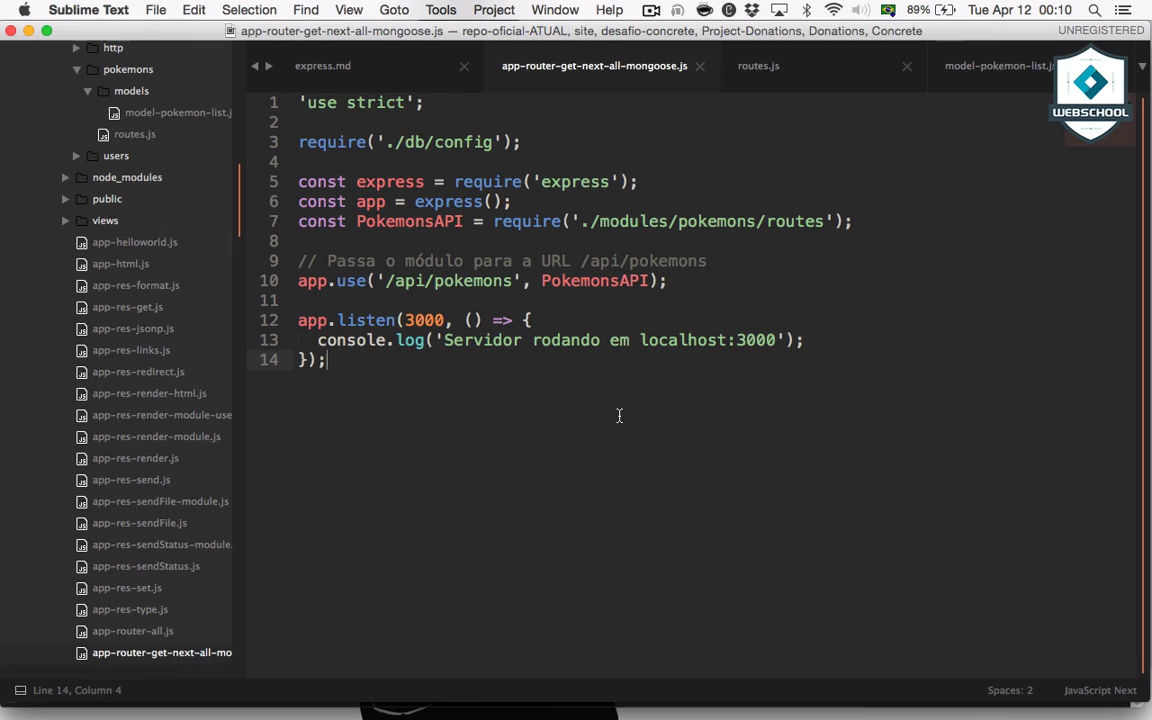 Sublime Text File Edit Selection Find View Goto Tools Project Window Help 89% Tue Apr 12 00:10
app-router-get-next-all-mongoose.js — repo-oficial-ATUAL, site, desafio-concrete, Project-Donations, Donations, Concrete UNREGISTERED
express.md app-router-get-next-all-mongoose.js routes.js model-pokemon-list.js
WEBSCHOOL
http
pokemons
models
model-pokemon-list.j
routes.js
users
node_modules
public
views
app-helloworld.js
app-html.js
app-res-format.js
app-res-get.js
app-res-jsonp.js
app-res-links.js
app-res-redirect.js
app-res-render-html.js
app-res-render-module-use
app-res-render-module.js
app-res-render.js
app-res-send.js
app-res-sendFile-module.js
app-res-sendFile.js
app-res-sendStatus-module.
app-res-sendStatus.js
app-res-set.js
app-res-type.js
app-router-all.js
app-router-get-next-all-mo
1 'use strict';
2
3 require('./db/config');
4
5 const express = require('express');
6 const app = express();
7 const PokemonsAPI = require('./modules/pokemons/routes');
8
9 // Passa o módulo para a URL /api/pokemons
10 app.use('/api/pokemons', PokemonsAPI);
11
12 app.listen(3000, () => {
13 console.log('Servidor rodando em localhost:3000');
14 });
Line 14, Column 4 Spaces: 2 JavaScript Next